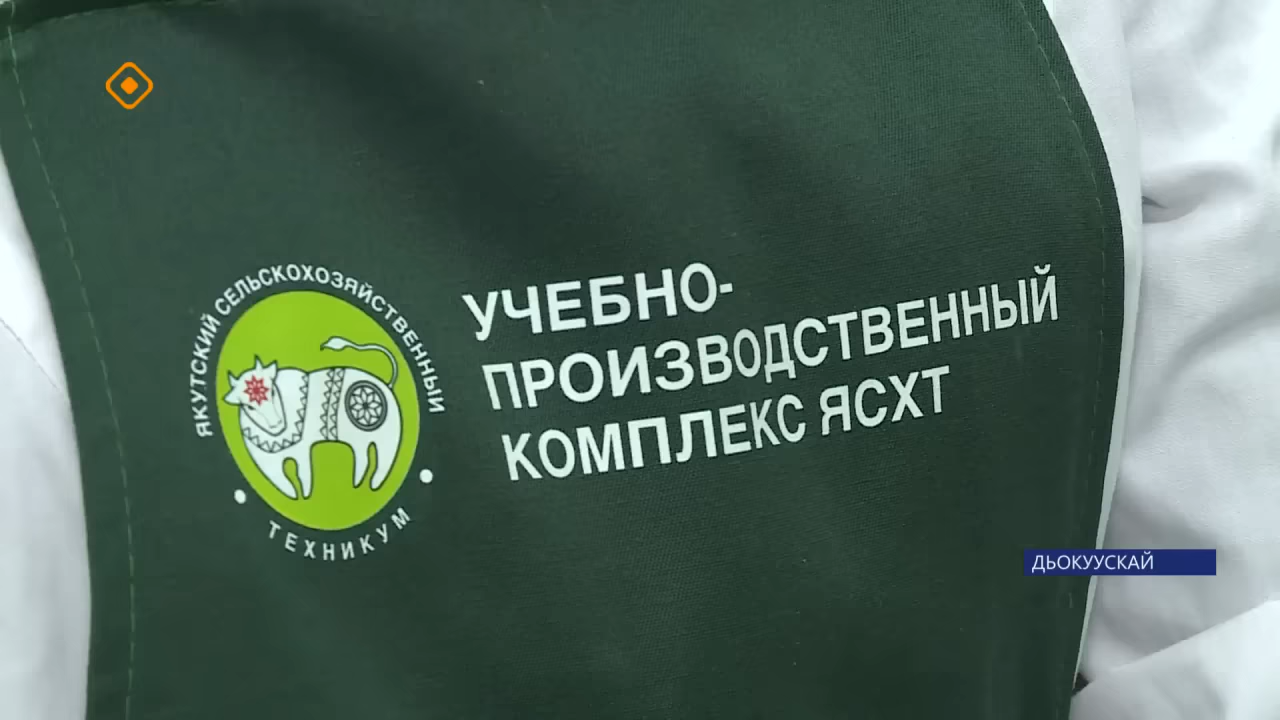 ЯКУТСКИЙ СЕЛЬСКОХОЗЯЙСТВЕННЫЙ
ТЕХНИКУМ
УЧЕБНО-
ПРОИЗВОДСТВЕННЫЙ
КОМПЛЕКС ЯСХТ
ДЬОКУУСКАЙ